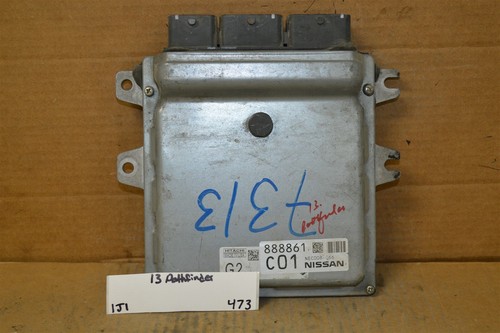 7313
13.
Pathfinder
888861
G2
C01
NISSAN
13 Pathfinder
1J1
473